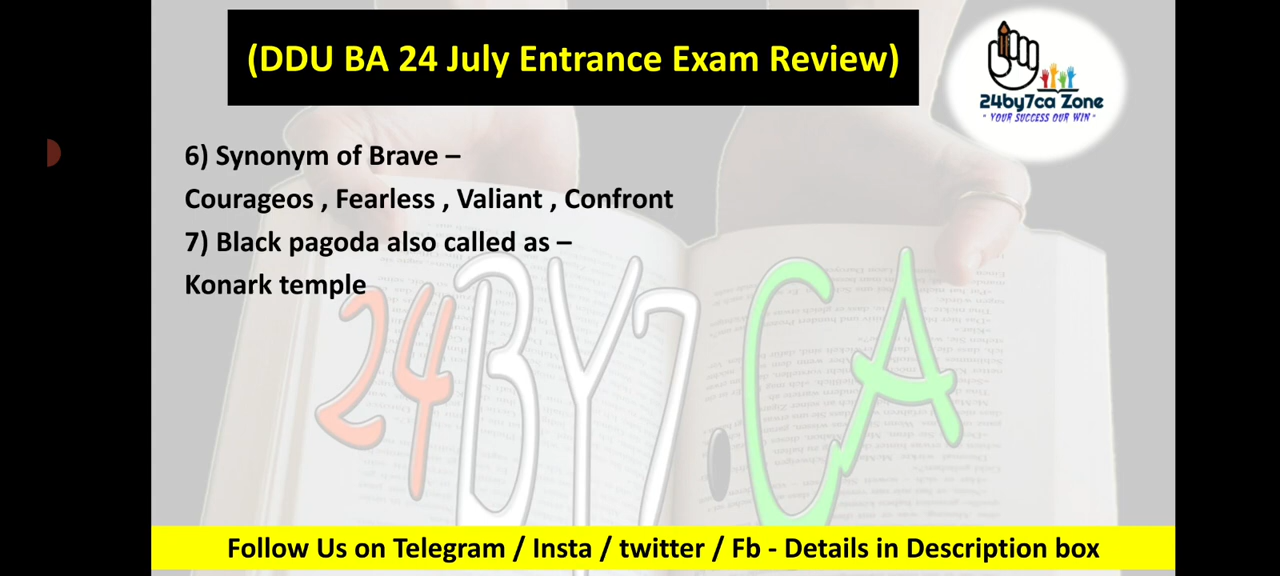 (DDU BA 24 July Entrance Exam Review)
24by7ca Zone
" YOUR SUCCESS OUR WIN "
6) Synonym of Brave –
Courageos , Fearless , Valiant , Confront
7) Black pagoda also called as –
Konark temple
24BY7.CA
Follow Us on Telegram / Insta / twitter / Fb - Details in Description box